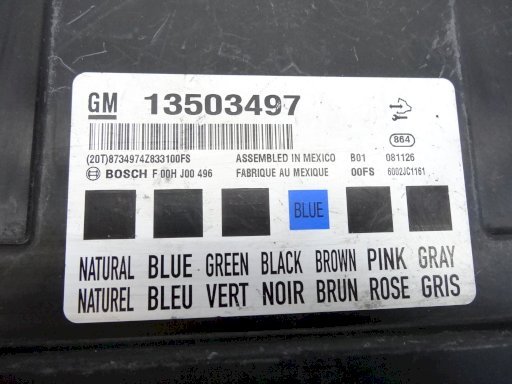 GM 13503497
864
(20T)8734974Z833100FS ASSEMBLED IN MEXICO B01 081126
BOSCH F 00H J00 496 FABRIQUE AU MEXIQUE 00FS 6002JC1161
BLUE
NATURAL BLUE GREEN BLACK BROWN PINK GRAY
NATUREL BLEU VERT NOIR BRUN ROSE GRIS